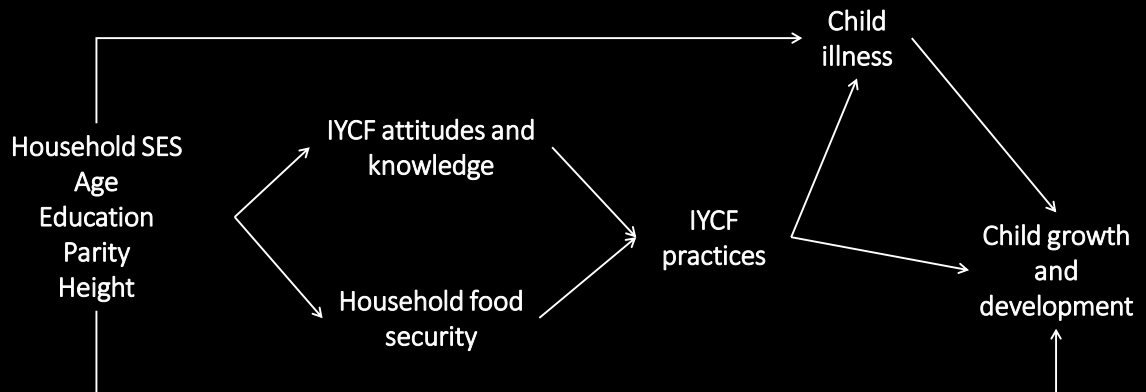 Child
illness
Household SES
Age
Education
Parity
Height
IYCF attitudes and
knowledge
Household food
security
IYCF
practices
Child growth
and
development